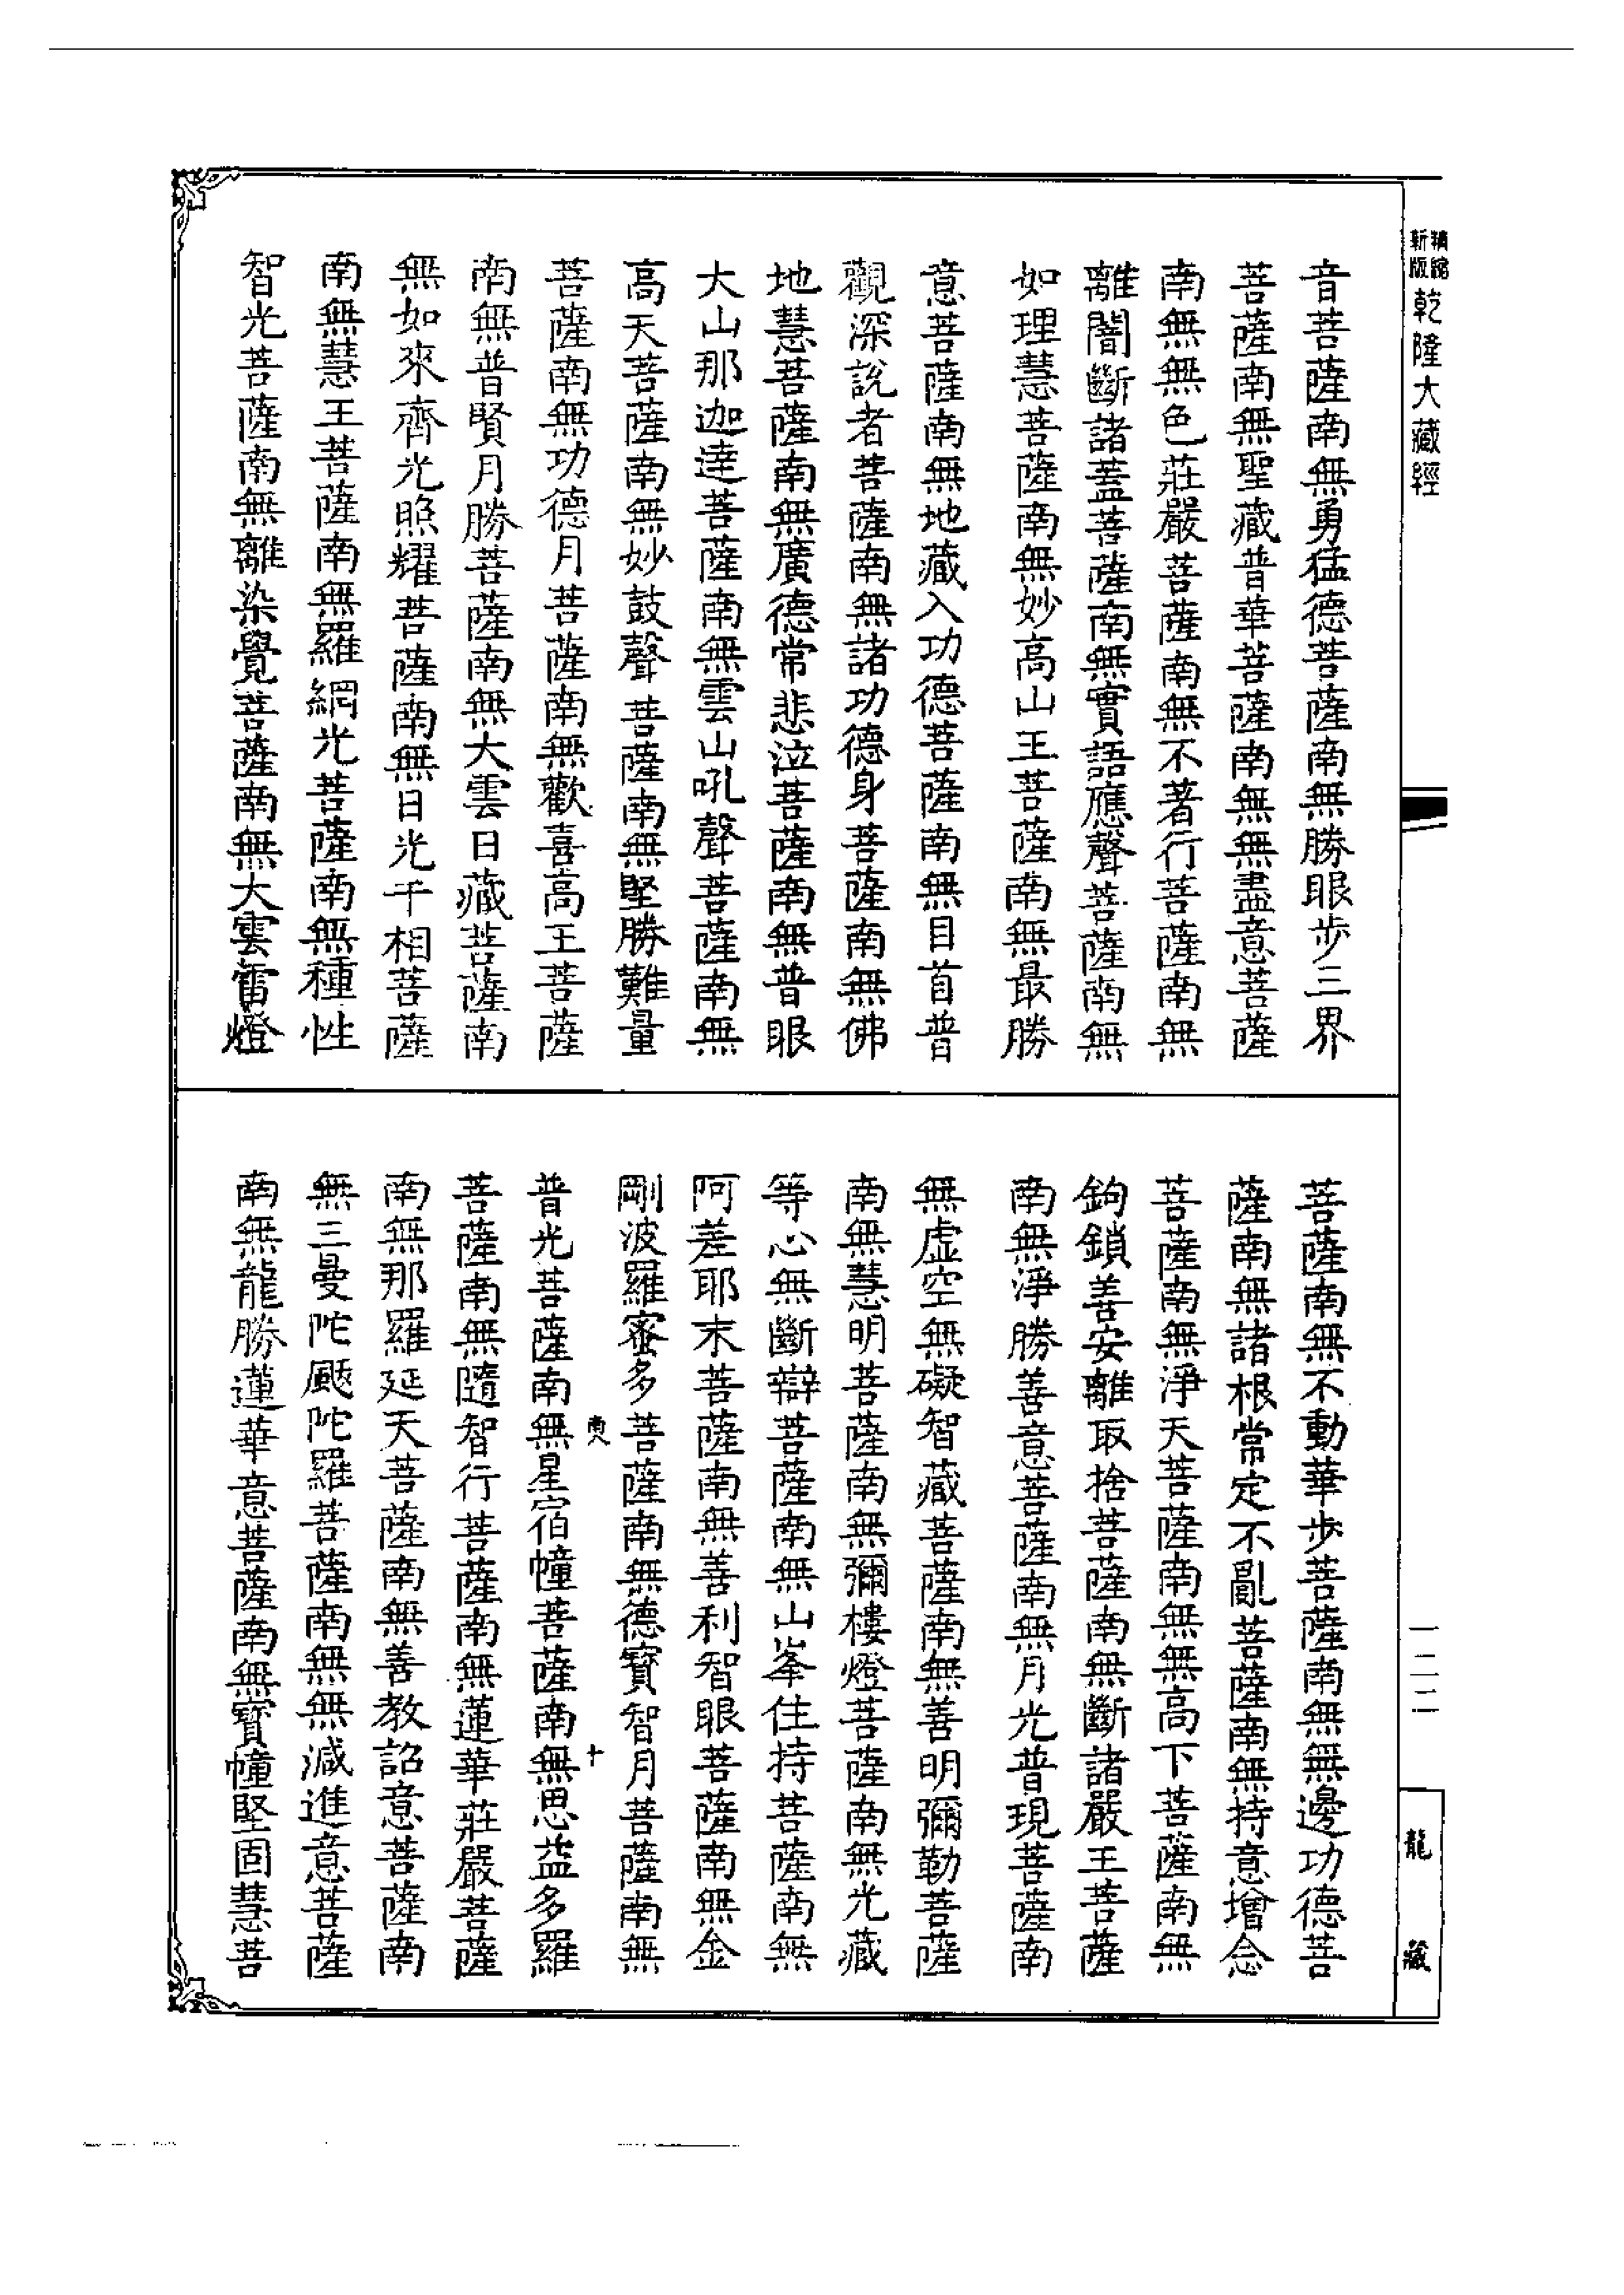 精縮
新版
乾隆大藏經
音菩薩南無勇猛德菩薩南無勝眼步三界
菩薩南無聖藏普華菩薩南無無盡意菩薩
南無無色莊嚴菩薩南無不著行菩薩南無
離闇斷諸蓋菩薩南無實語應聲菩薩南無
如理慧菩薩南無妙高山王菩薩南無最勝
意菩薩南無地藏入功德菩薩南無目首普
觀深說者菩薩南無諸功德身菩薩南無佛
地慧菩薩南無廣德常悲泣菩薩南無普眼
大山那迦達菩薩南無雲山吼聲菩薩南無
高天菩薩南無妙鼓聲菩薩南無堅勝難量
菩薩南無功德月菩薩南無歡喜高王菩薩
南無普賢月勝菩薩南無大雲日藏菩薩南
無如來齊光照耀菩薩南無日光千相菩薩
南無慧王菩薩南無羅網光菩薩南無種性
智光菩薩南無離染覺菩薩南無大雲雷燈
菩薩南無不動華步菩薩南無無邊功德菩
薩南無諸根常定不亂菩薩南無持意增念
菩薩南無淨天菩薩南無無高下菩薩南無
鉤鎖善安離取捨菩薩南無斷諸嚴王菩薩
南無淨勝善意菩薩南無月光普現菩薩南
無虛空無礙智藏菩薩南無善明彌勒菩薩
南無慧明菩薩南無彌樓燈菩薩南無光藏
等心無斷辯菩薩南無山峯住持菩薩南無
阿差耶末菩薩南無善利智眼菩薩南無金
剛波羅蜜多菩薩南無德寶智月菩薩南無
南八
十
普光菩薩南無星宿幢菩薩南無思益多羅
菩薩南無隨智行菩薩南無蓮華莊嚴菩薩
南無那羅延天菩薩南無善教詔意菩薩南
無三曼陀颰陀羅菩薩南無無減進意菩薩
南無龍勝蓮華意菩薩南無寶幢堅固慧菩
一二二
龍藏